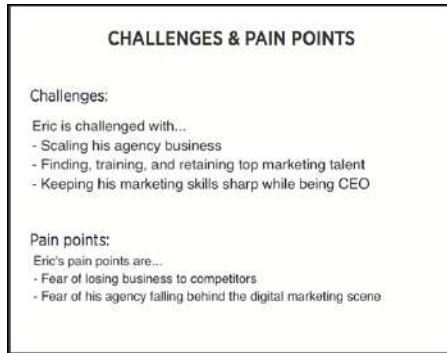 CHALLENGES & PAIN POINTS
Challenges:
Eric is challenged with...
- Scaling his agency business
- Finding, training, and retaining top marketing talent
- Keeping his marketing skills sharp while being CEO
Pain points:
Eric's pain points are...
- Fear of losing business to competitors
- Fear of his agency falling behind the digital marketing scene